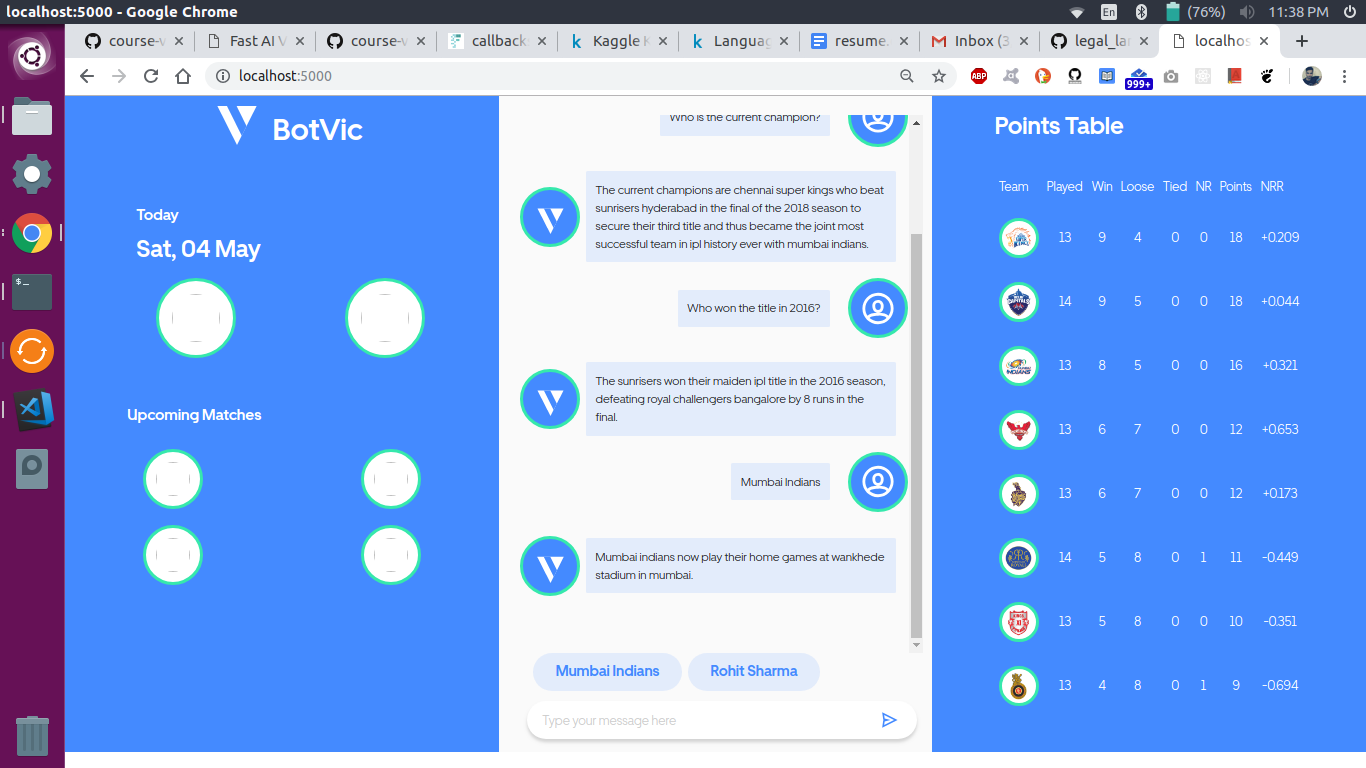 localhost:5000 - Google Chrome
En (76%) 11:38 PM
course-v
Fast AI V
course-v
callback
Kaggle K
Langua
resume.
Inbox (3
legal_la
localhos
localhost:5000
ABP
999+
BotVic
Today
Sat, 04 May
Upcoming Matches
Who is the current champion?
The current champions are chennai super kings who beat
sunrisers hyderabad in the final of the 2018 season to
secure their third title and thus became the joint most
successful team in ipl history ever with mumbai indians.
Who won the title in 2016?
The sunrisers won their maiden ipl title in the 2016 season,
defeating royal challengers bangalore by 8 runs in the
final.
Mumbai Indians
Mumbai indians now play their home games at wankhede
stadium in mumbai.
Mumbai Indians Rohit Sharma
Type your message here
Points Table
Team Played Win Loose Tied NR Points NRR
13 9 4 0 0 18 +0.209
14 9 5 0 0 18 +0.044
13 8 5 0 0 16 +0.321
13 6 7 0 0 12 +0.653
13 6 7 0 0 12 +0.173
14 5 8 0 1 11 -0.449
13 5 8 0 0 10 -0.351
13 4 8 0 1 9 -0.694